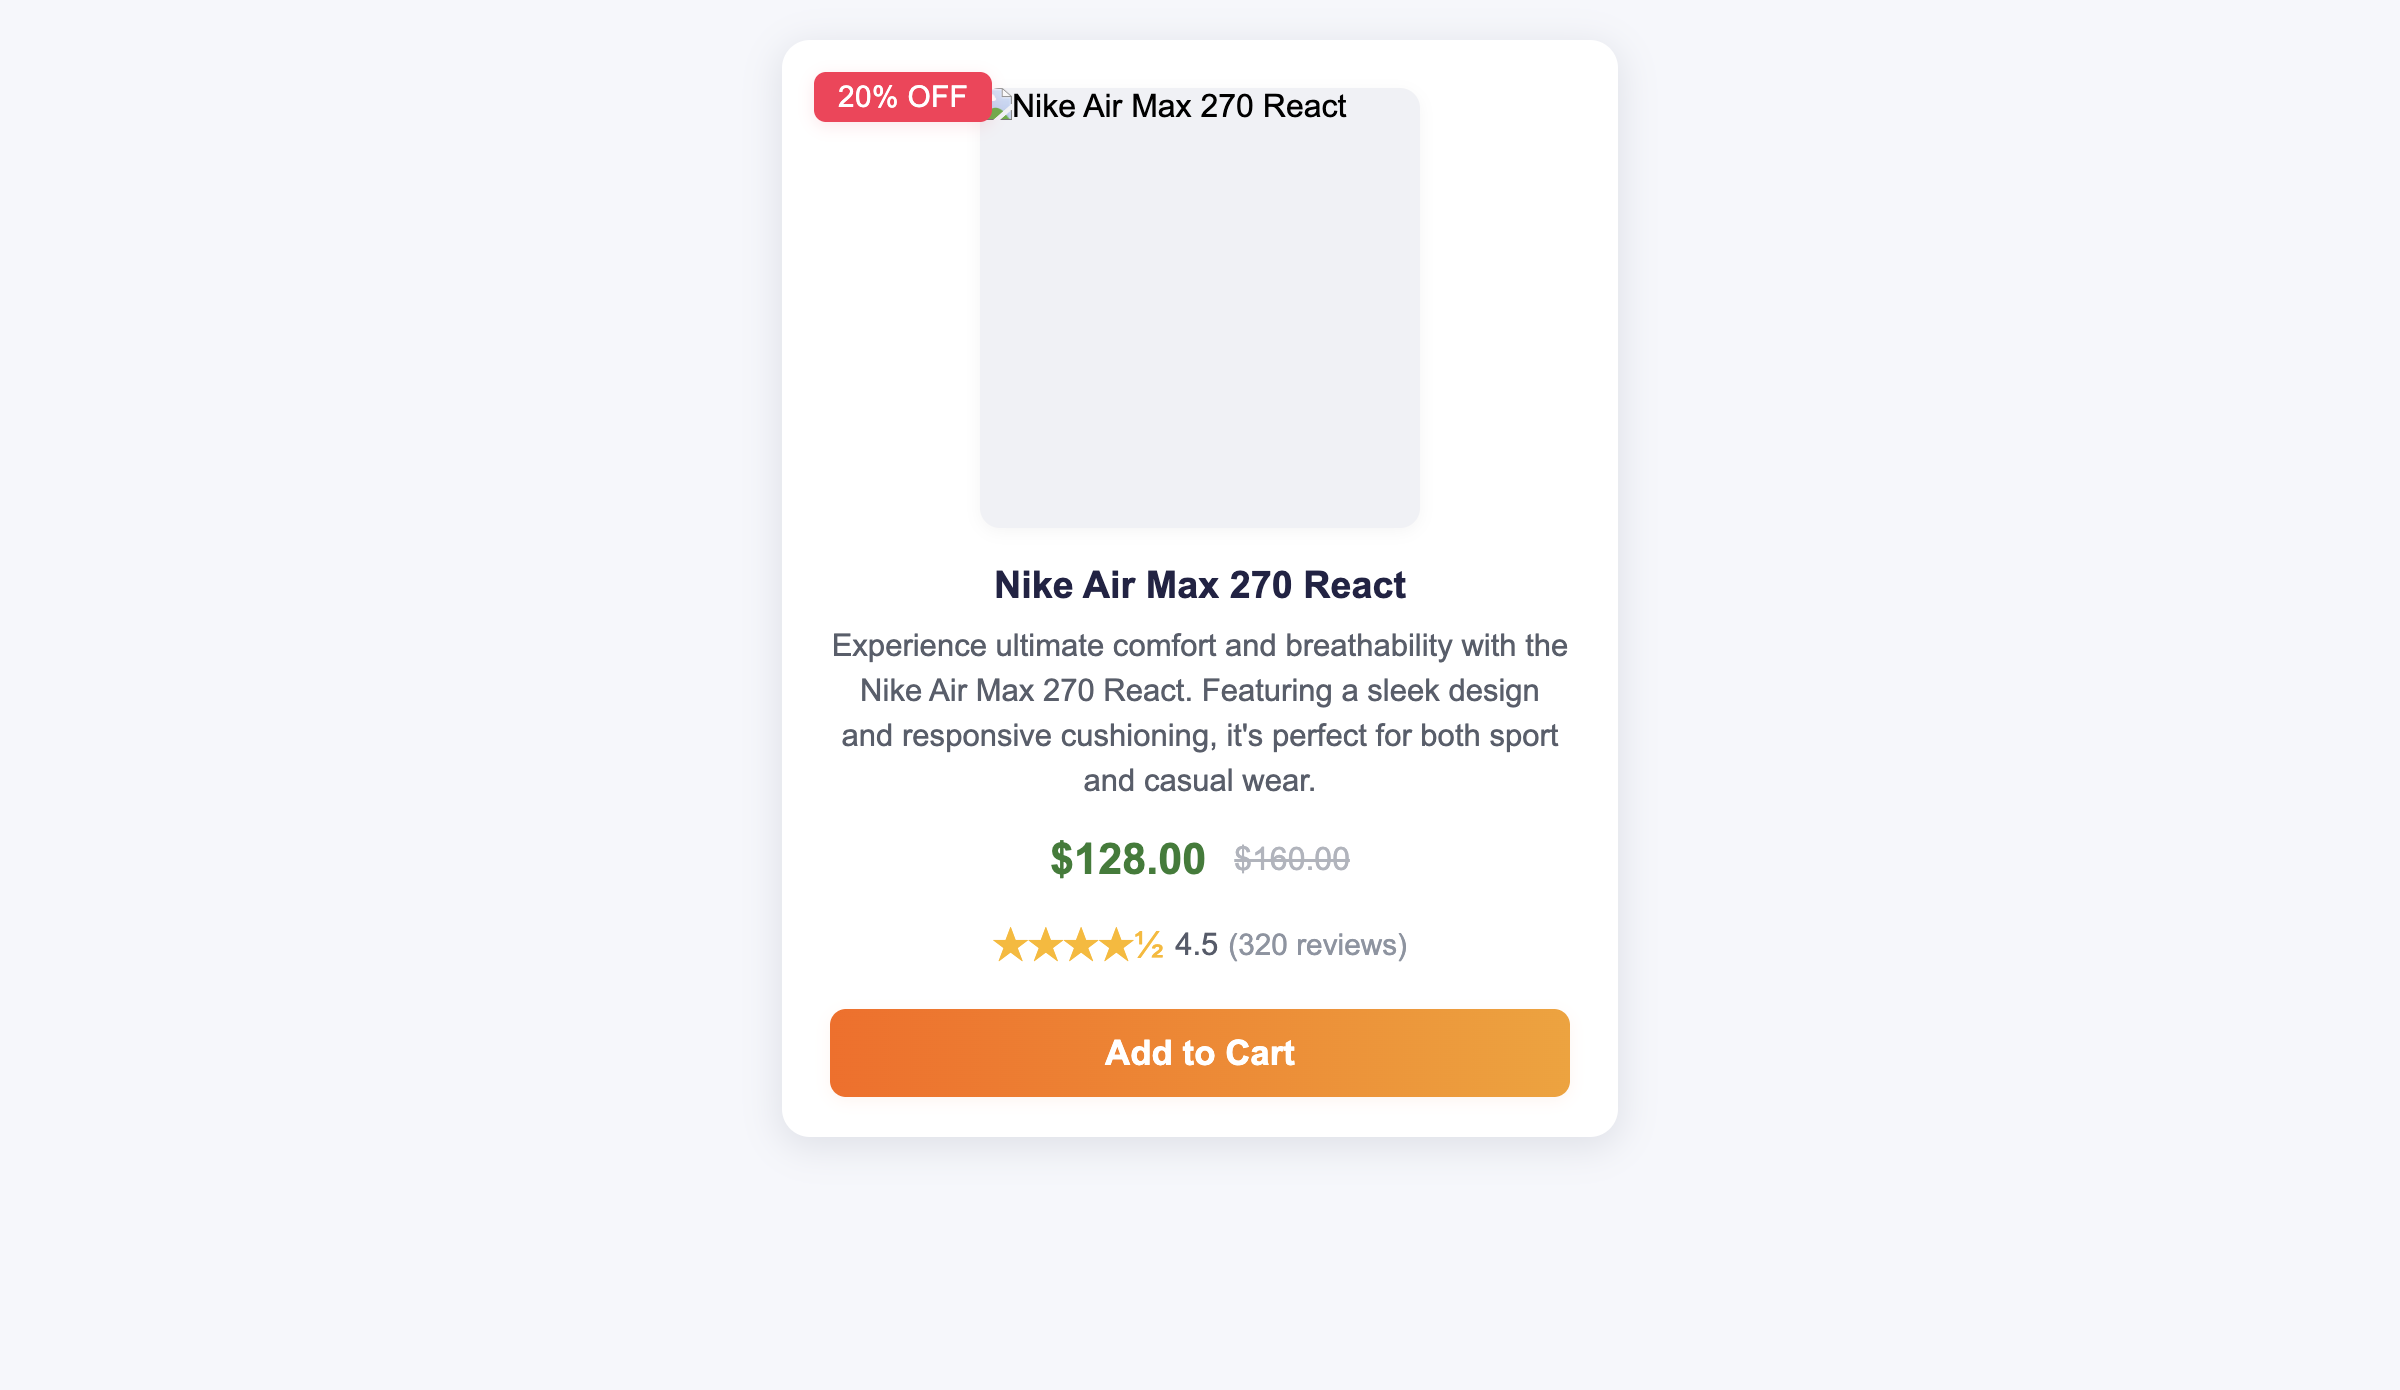 20% OFF
Nike Air Max 270 React
Nike Air Max 270 React
Experience ultimate comfort and breathability with the
Nike Air Max 270 React. Featuring a sleek design
and responsive cushioning, it's perfect for both sport
and casual wear.
$128.00 $160.00
★★★★½ 4.5 (320 reviews)
Add to Cart